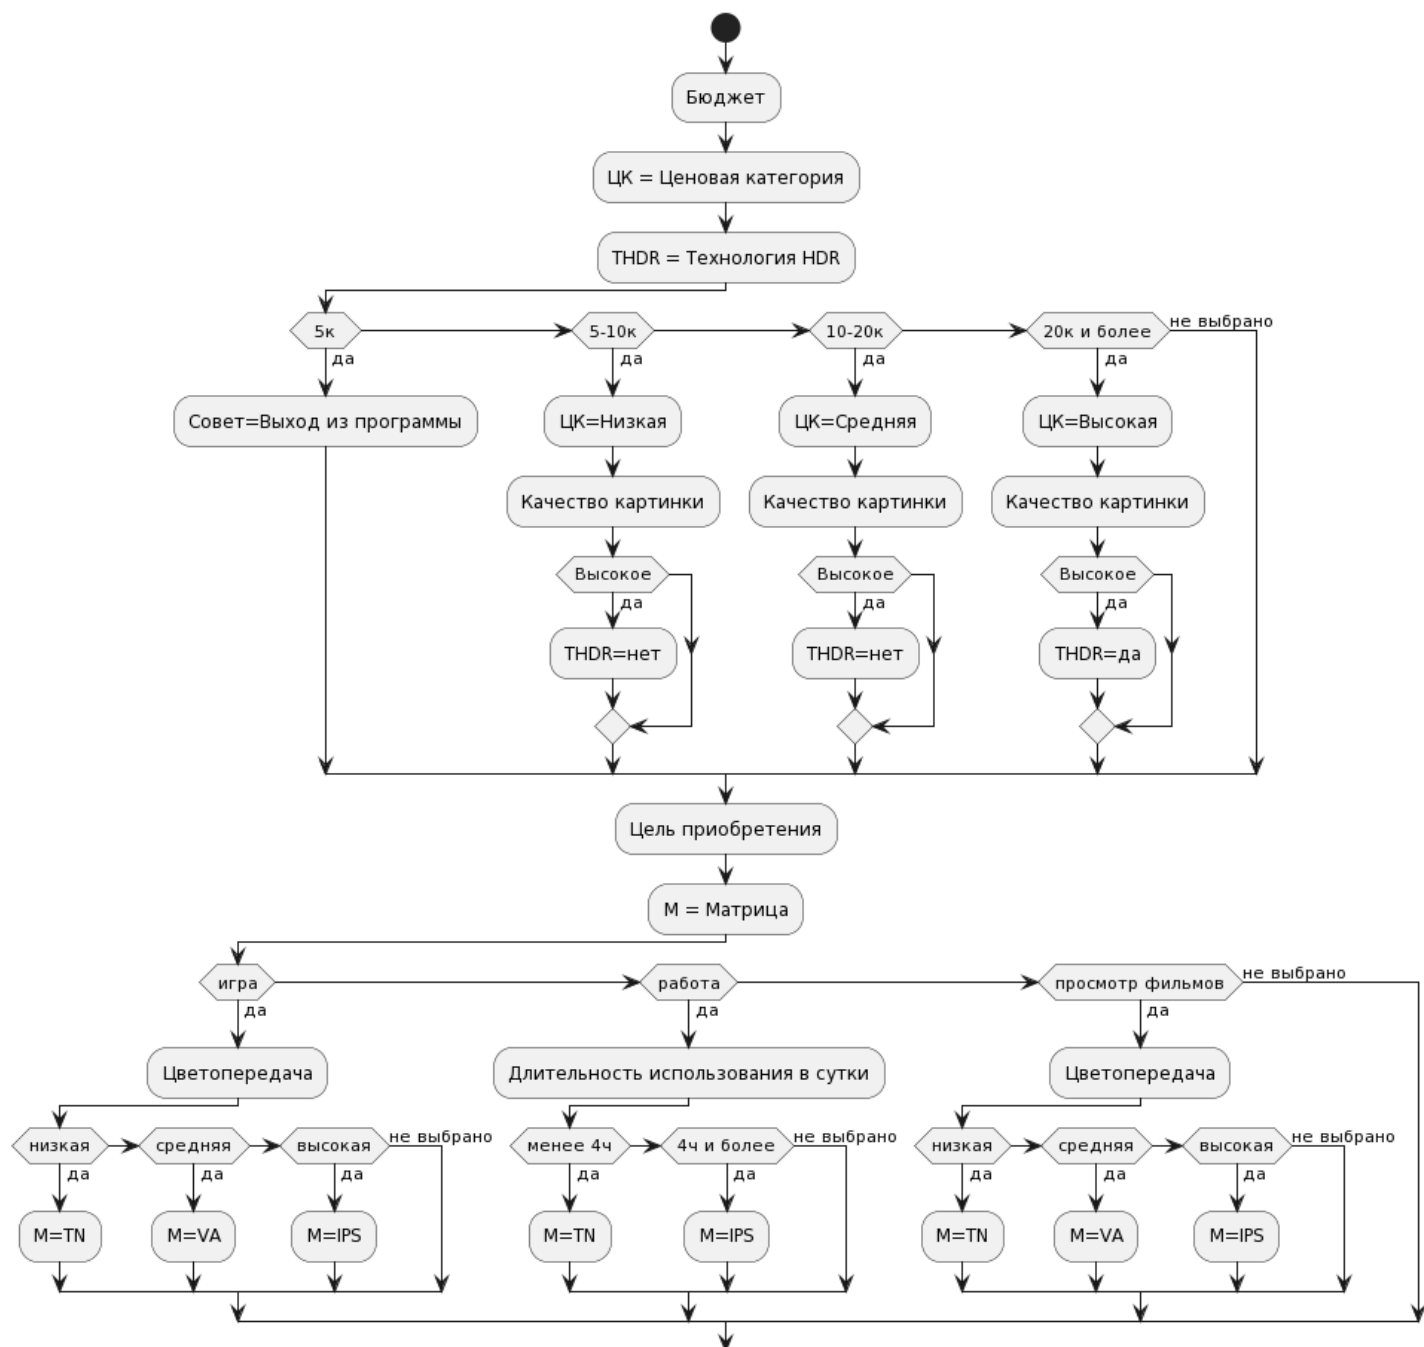 Бюджет
ЦК = Ценовая категория
THDR = Технология HDR
5к
5-10к
10-20к
20к и более
не выбрано
да
да
да
да
Совет=Выход из программы
ЦК=Низкая
ЦК=Средняя
ЦК=Высокая
Качество картинки
Качество картинки
Качество картинки
Высокое
Высокое
Высокое
да
да
да
THDR=нет
THDR=нет
THDR=да
Цель приобретения
М = Матрица
игра
работа
просмотр фильмов
не выбрано
да
да
да
Цветопередача
Длительность использования в сутки
Цветопередача
низкая
средняя
высокая
не выбрано
менее 4ч
4ч и более
не выбрано
низкая
средняя
высокая
не выбрано
да
да
да
да
да
да
да
да
М=TN
М=VA
М=IPS
М=TN
М=IPS
М=TN
М=VA
М=IPS